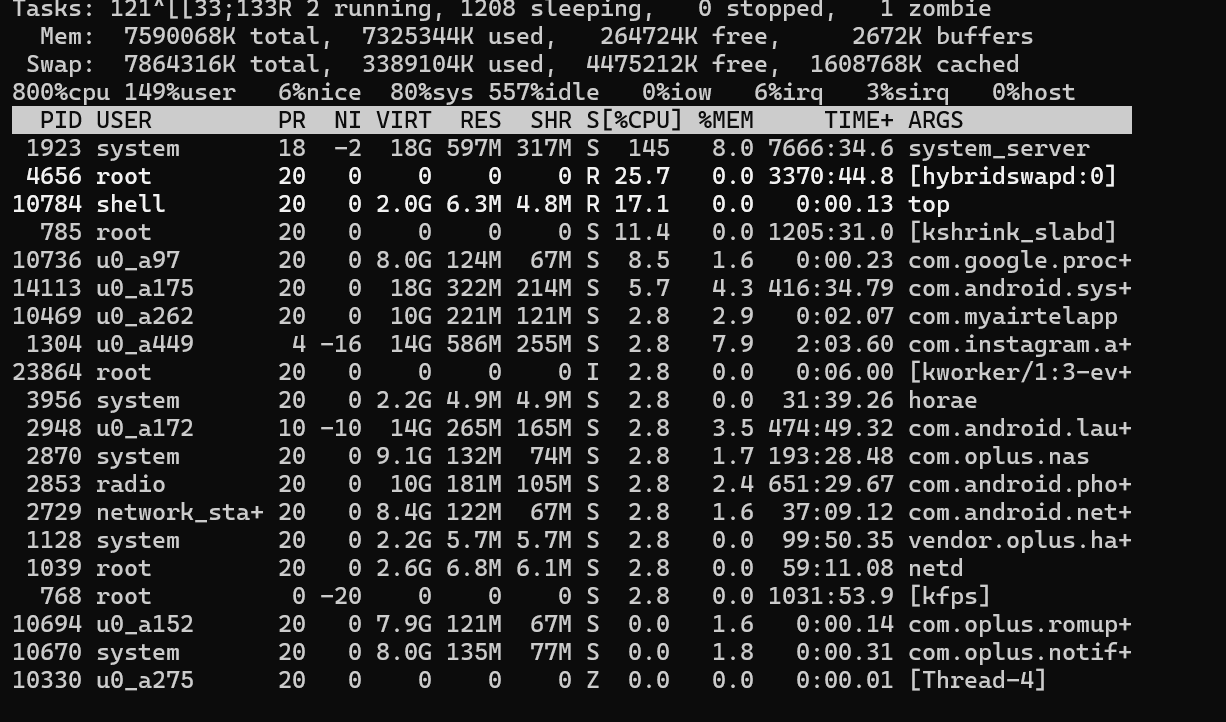 Tasks: 121^[[33;133R 2 running, 1208 sleeping,   0 stopped,   1 zombie
  Mem:  7590068K total,  7325344K used,   264724K free,     2672K buffers
 Swap:  7864316K total,  3389104K used,  4475212K free,  1608768K cached
800%cpu 149%user   6%nice  80%sys 557%idle   0%iow   6%irq   3%sirq   0%host
  PID USER         PR  NI VIRT  RES  SHR S[%CPU] %MEM     TIME+ ARGS
 1923 system       18  -2  18G 597M 317M S  145   8.0 7666:34.6 system_server
 4656 root         20   0    0    0    0 R 25.7   0.0 3370:44.8 [hybridswapd:0]
10784 shell        20   0 2.0G 6.3M 4.8M R 17.1   0.0   0:00.13 top
  785 root         20   0    0    0    0 S 11.4   0.0 1205:31.0 [kshrink_slabd]
10736 u0_a97       20   0 8.0G 124M  67M S  8.5   1.6   0:00.23 com.google.proc+
14113 u0_a175      20   0  18G 322M 214M S  5.7   4.3 416:34.79 com.android.sys+
10469 u0_a262      20   0  10G 221M 121M S  2.8   2.9   0:02.07 com.myairtelapp
 1304 u0_a449       4 -16  14G 586M 255M S  2.8   7.9   2:03.60 com.instagram.a+
23864 root         20   0    0    0    0 I  2.8   0.0   0:06.00 [kworker/1:3-ev+
 3956 system       20   0 2.2G 4.9M 4.9M S  2.8   0.0  31:39.26 horae
 2948 u0_a172      10 -10  14G 265M 165M S  2.8   3.5 474:49.32 com.android.lau+
 2870 system       20   0 9.1G 132M  74M S  2.8   1.7 193:28.48 com.oplus.nas
 2853 radio        20   0  10G 181M 105M S  2.8   2.4 651:29.67 com.android.pho+
 2729 network_sta+ 20   0 8.4G 122M  67M S  2.8   1.6  37:09.12 com.android.net+
 1128 system       20   0 2.2G 5.7M 5.7M S  2.8   0.0  99:50.35 vendor.oplus.ha+
 1039 root         20   0 2.6G 6.8M 6.1M S  2.8   0.0  59:11.08 netd
  768 root          0 -20    0    0    0 S  2.8   0.0 1031:53.9 [kfps]
10694 u0_a152      20   0 7.9G 121M  67M S  0.0   1.6   0:00.14 com.oplus.romup+
10670 system       20   0 8.0G 135M  77M S  0.0   1.8   0:00.31 com.oplus.notif+
10330 u0_a275      20   0    0    0    0 Z  0.0   0.0   0:00.01 [Thread-4]